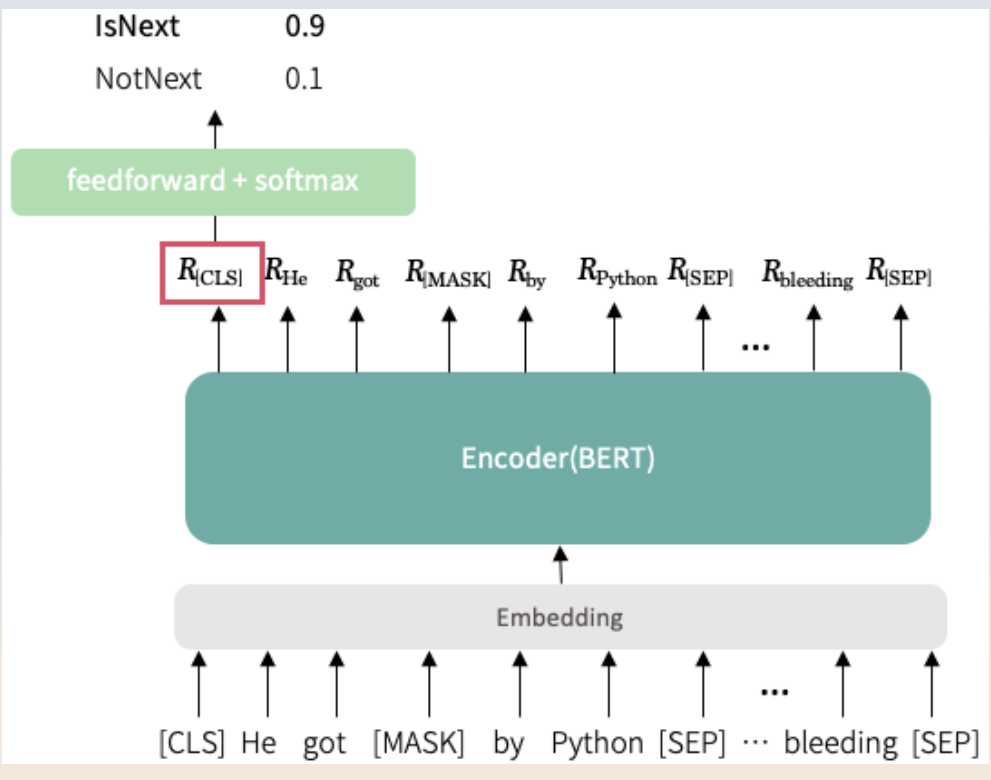 IsNext 0.9
NotNext 0.1
feedforward + softmax
R[CLS] RHe Rgot R[MASK] Rby RPython R[SEP] Rbleeding R[SEP]
...
Encoder(BERT)
Embedding
...
[CLS] He got [MASK] by Python [SEP] ... bleeding [SEP]